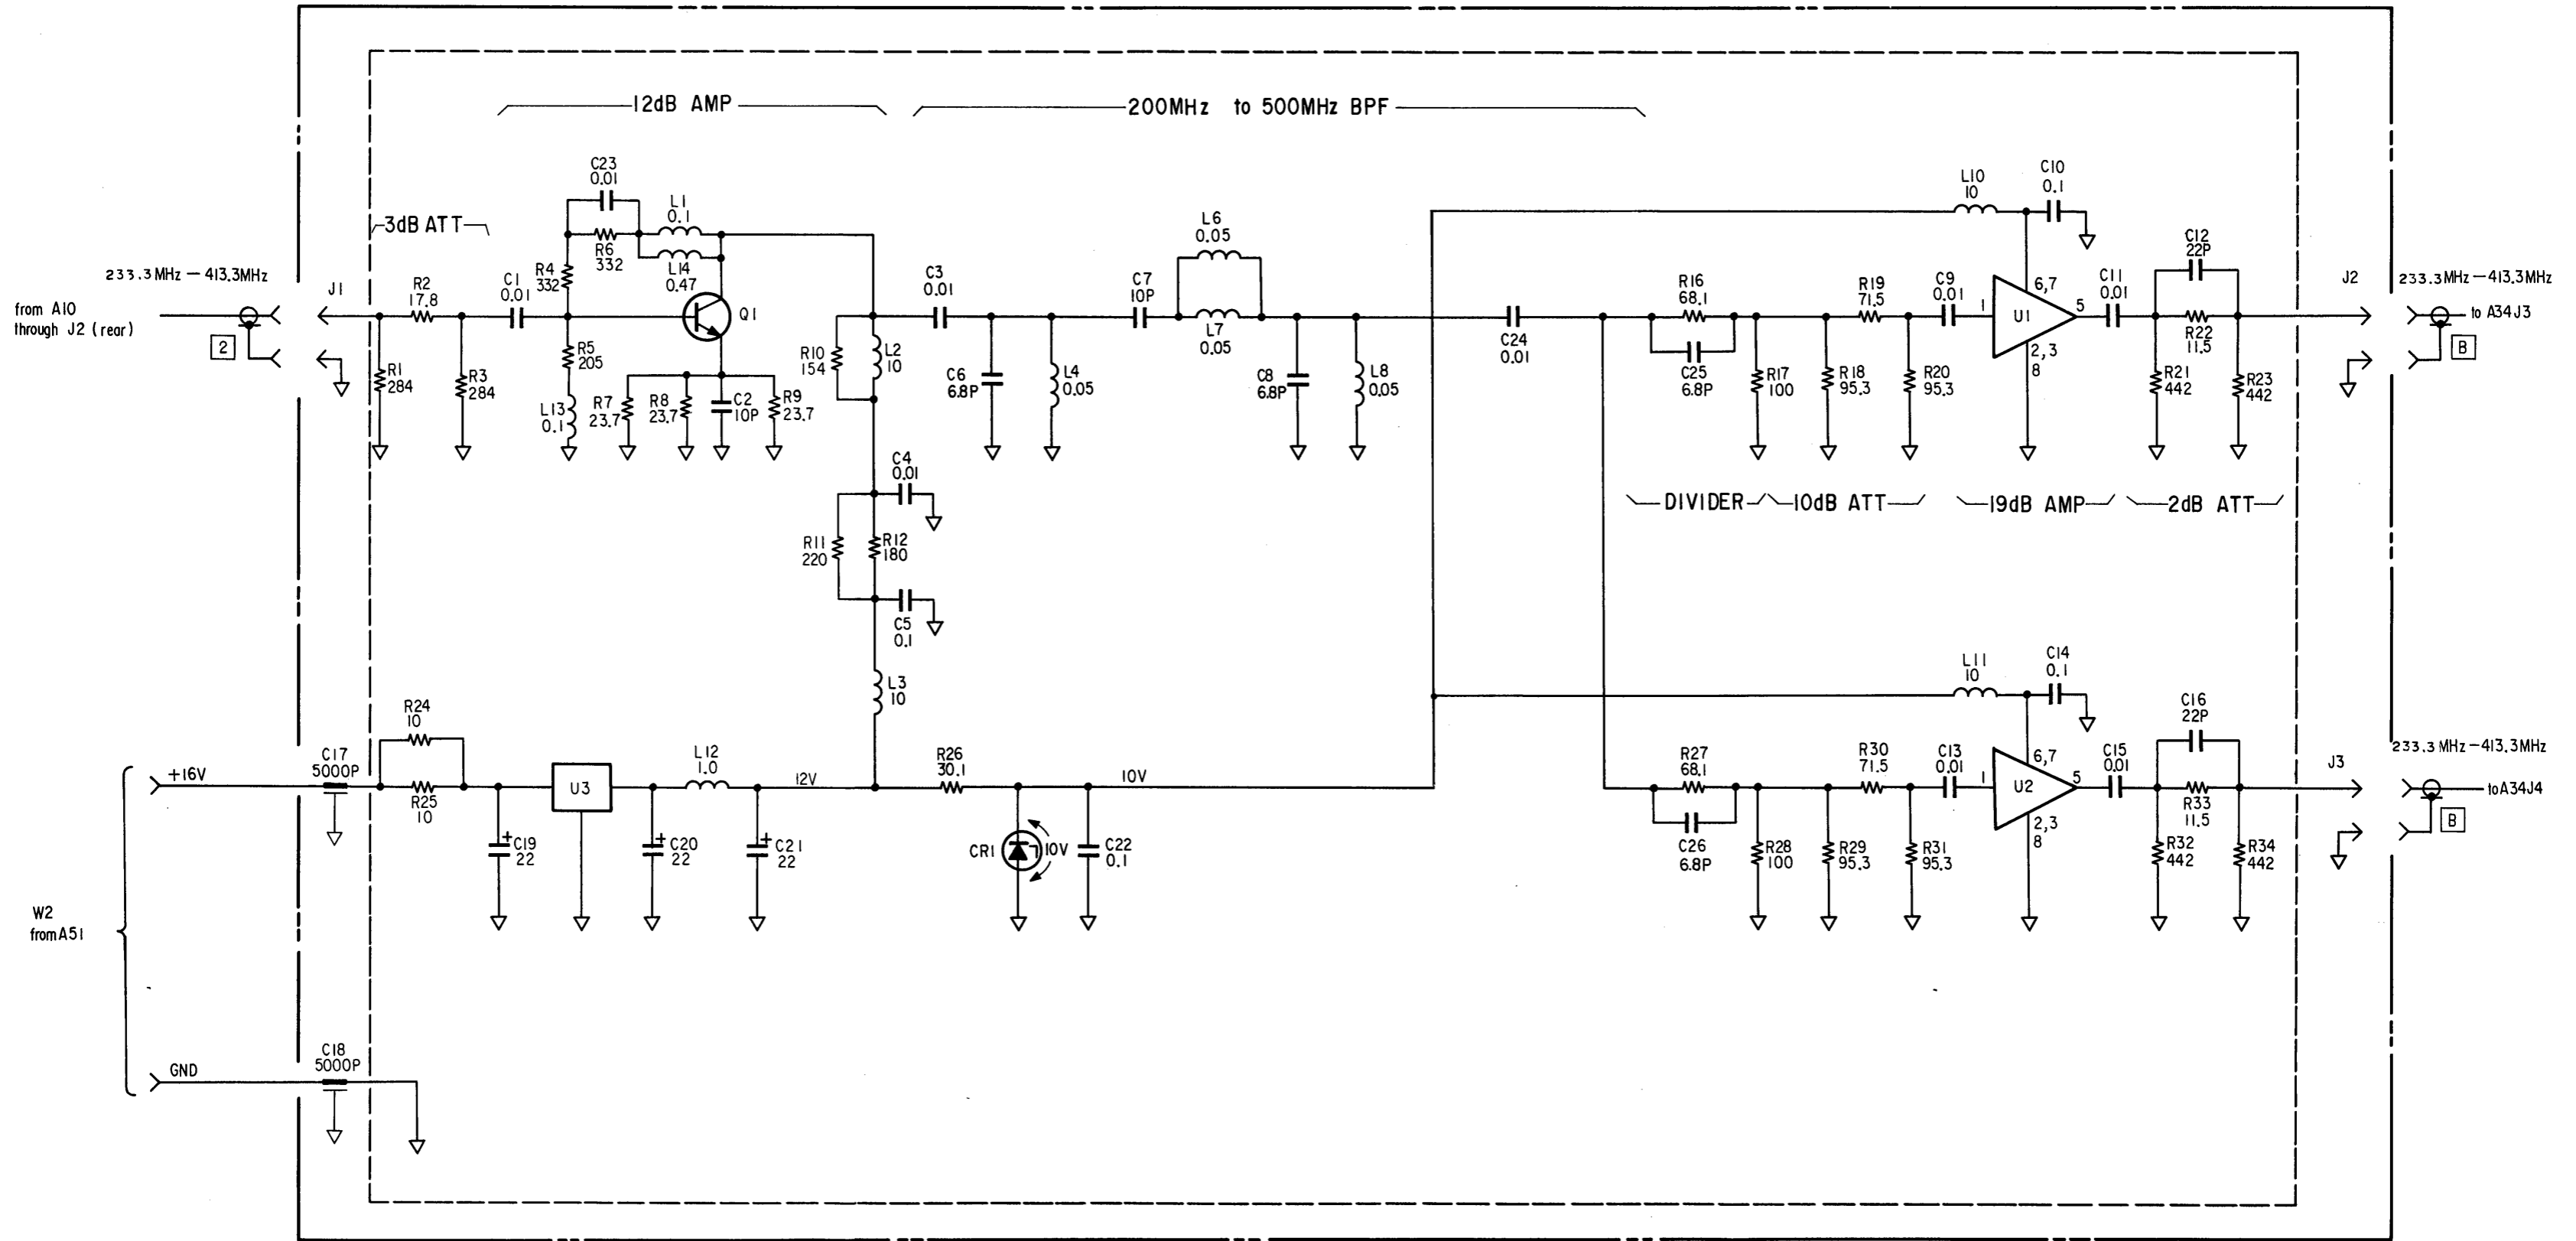 12dB AMP
200MHz to 500MHz BPF
3dB ATT
C23
0.01
L1
0.1
R6
332
L14
0.47
R4
332
233.3MHz — 413.3MHz
from A10
through J2 (rear)
2
J1
R2
17.8
C1
0.01
Q1
R1
284
R3
284
R5
205
L13
0.1
R7
23.7
R8
23.7
C2
10P
R9
23.7
R10
154
L2
10
C3
0.01
C6
6.8P
L4
0.05
C7
10P
L6
0.05
L7
0.05
C8
6.8P
L8
0.05
C24
0.01
C4
0.01
R11
220
R12
180
C5
0.1
L3
10
L10
10
C10
0.1
R16
68.1
C25
6.8P
R17
100
R18
95.3
R19
71.5
R20
95.3
C9
0.01
1
U1
6,7
5
2,3
8
C11
0.01
C12
22P
R22
11.5
R21
442
R23
442
J2
233.3MHz—413.3MHz
to A34J3
B
DIVIDER
10dB ATT
19dB AMP
2dB ATT
W2
from A51
+16V
C17
5000P
R24
10
R25
10
C19
+
22
U3
C20
+
22
L12
1.0
C21
+
22
12V
R26
30.1
CR1
10V
C22
0.1
10V
L11
10
C14
0.1
R27
68.1
C26
6.8P
R28
100
R29
95.3
R30
71.5
R31
95.3
C13
0.01
1
U2
6,7
5
2,3
8
C15
0.01
C16
22P
R33
11.5
R32
442
R34
442
J3
233.3MHz—413.3MHz
to A34J4
B
GND
C18
5000P